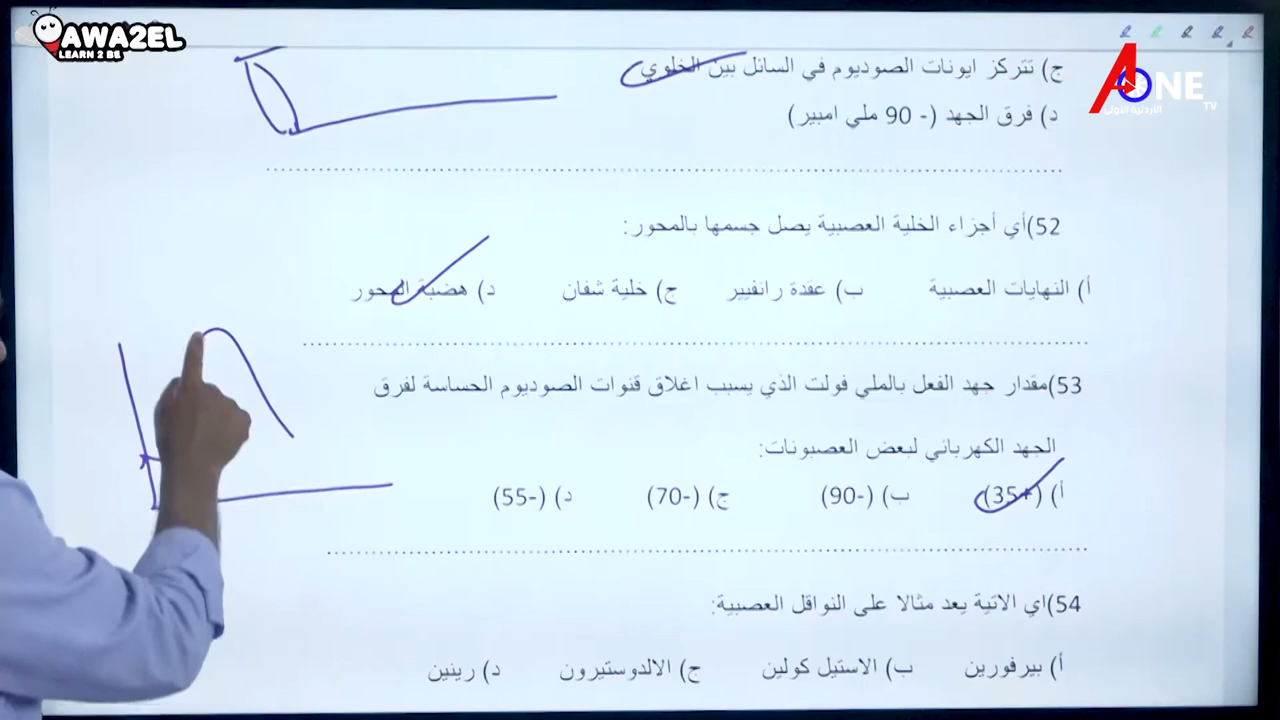 AWA2EL
LEARN 2 BE
A ONE TV
الأردنية الأولى
ج) تتركز ايونات الصوديوم في السائل بين الخلوي
د) فرق الجهد (- 90 ملي امبير)
52)أي أجزاء الخلية العصبية يصل جسمها بالمحور:
أ) النهايات العصبية ب) عقدة رانفيير ج) خلية شفان د) هضبة المحور
53)مقدار جهد الفعل بالملي فولت الذي يسبب اغلاق قنوات الصوديوم الحساسة لفرق
الجهد الكهربائي لبعض العصبونات:
أ) (+35) ب) (-90) ج) (-70) د) (-55)
54)اي الاتية يعد مثالا على النواقل العصبية:
أ) بيرفورين ب) الاستيل كولين ج) الالدوستيرون د) رينين